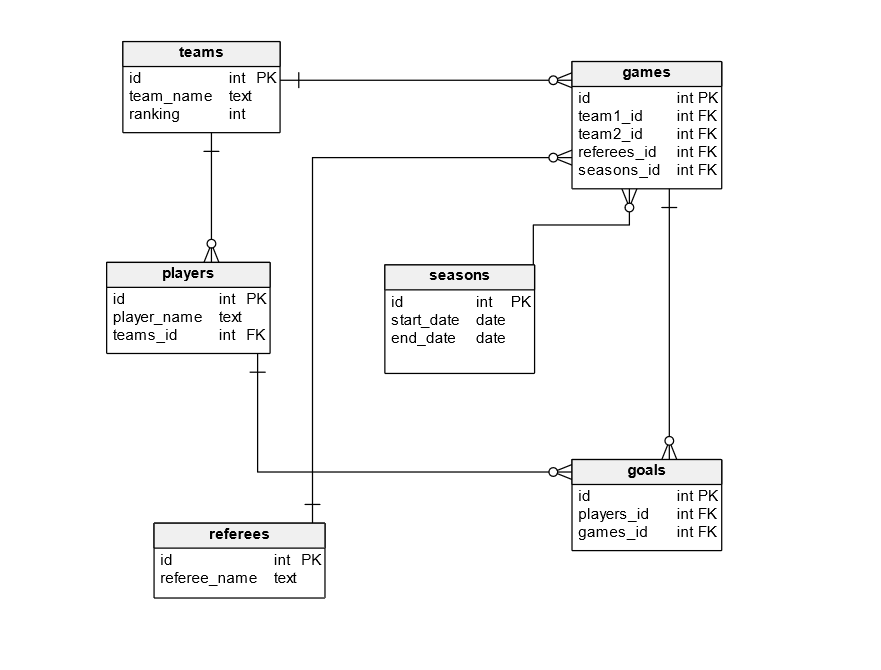 teams
id int PK
team_name text
ranking int
games
id int PK
team1_id int FK
team2_id int FK
referees_id int FK
seasons_id int FK
players
id int PK
player_name text
teams_id int FK
seasons
id int PK
start_date date
end_date date
goals
id int PK
players_id int FK
games_id int FK
referees
id int PK
referee_name text